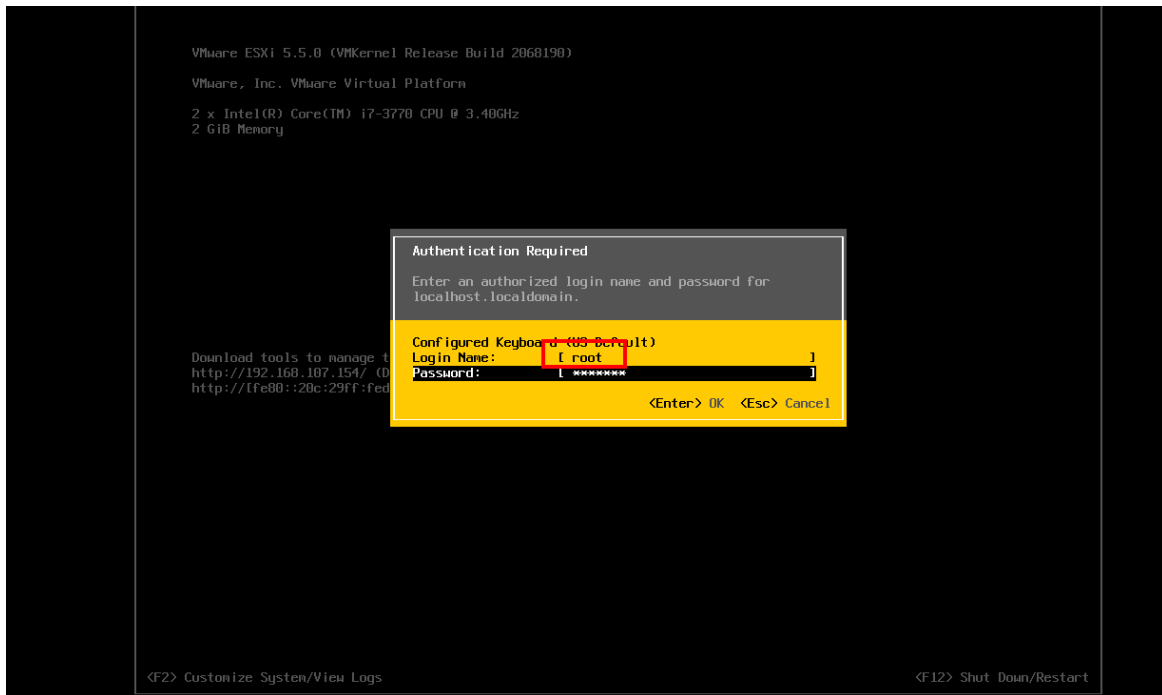 VMware ESXi 5.5.0 (VMKernel Release Build 2068190)
VMware, Inc. VMware Virtual Platform
2 x Intel(R) Core(TM) i7-3770 CPU @ 3.40GHz
2 GiB Memory
Authentication Required
Enter an authorized login name and password for
localhost.localdomain.
Configured Keyboard (US Default)
Login Name: [ root ]
Password: [ ******* ]
<Enter> OK <Esc> Cancel
Download tools to manage t
http://192.168.107.154/ (D
http://[fe80::20c:29ff:fed
<F2> Customize System/View Logs
<F12> Shut Down/Restart